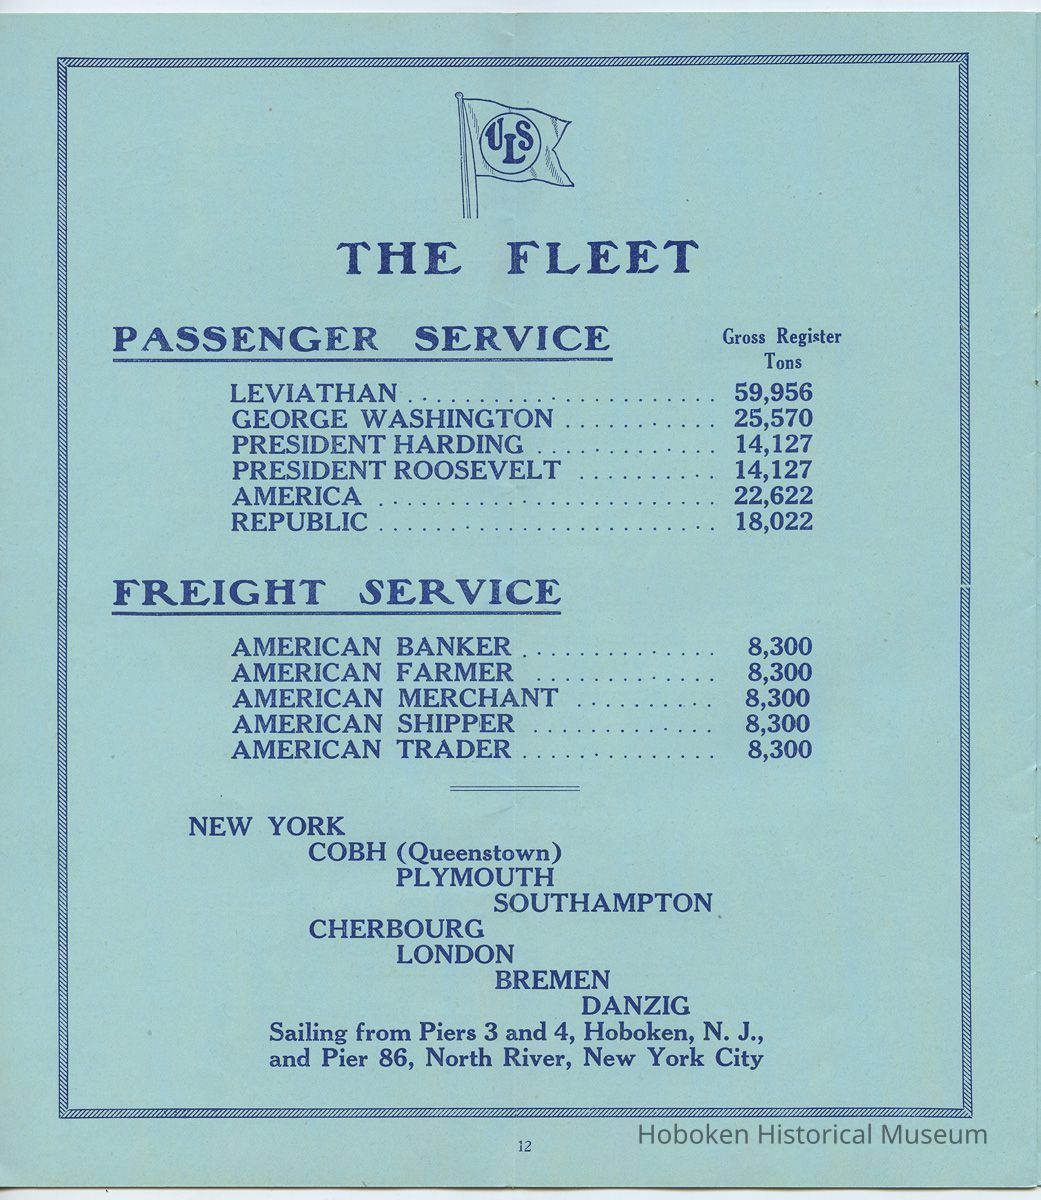 ULS
THE FLEET
PASSENGER SERVICE Gross Register
Tons
LEVIATHAN . . . . . . . . . . . . . . . . . . . . . . 59,956
GEORGE WASHINGTON . . . . . . . . . . . 25,570
PRESIDENT HARDING . . . . . . . . . . . . . 14,127
PRESIDENT ROOSEVELT . . . . . . . . . . 14,127
AMERICA . . . . . . . . . . . . . . . . . . . . . . . . 22,622
REPUBLIC . . . . . . . . . . . . . . . . . . . . . . . . 18,022
FREIGHT SERVICE
AMERICAN BANKER . . . . . . . . . . . . . . 8,300
AMERICAN FARMER . . . . . . . . . . . . . 8,300
AMERICAN MERCHANT . . . . . . . . . . 8,300
AMERICAN SHIPPER . . . . . . . . . . . . . 8,300
AMERICAN TRADER . . . . . . . . . . . . . . 8,300
NEW YORK
COBH (Queenstown)
PLYMOUTH
SOUTHAMPTON
CHERBOURG
LONDON
BREMEN
DANZIG
Sailing from Piers 3 and 4, Hoboken, N. J.,
and Pier 86, North River, New York City
12
Hoboken Historical Museum